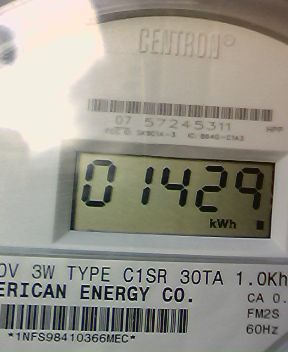 CENTRON®
07 57245311 HPP
01429
kWh
0V 3W TYPE C1SR 30TA 1.0Kh
ERICAN ENERGY CO.
CA 0.
FM2S
60Hz
*1NFS98410366MEC*